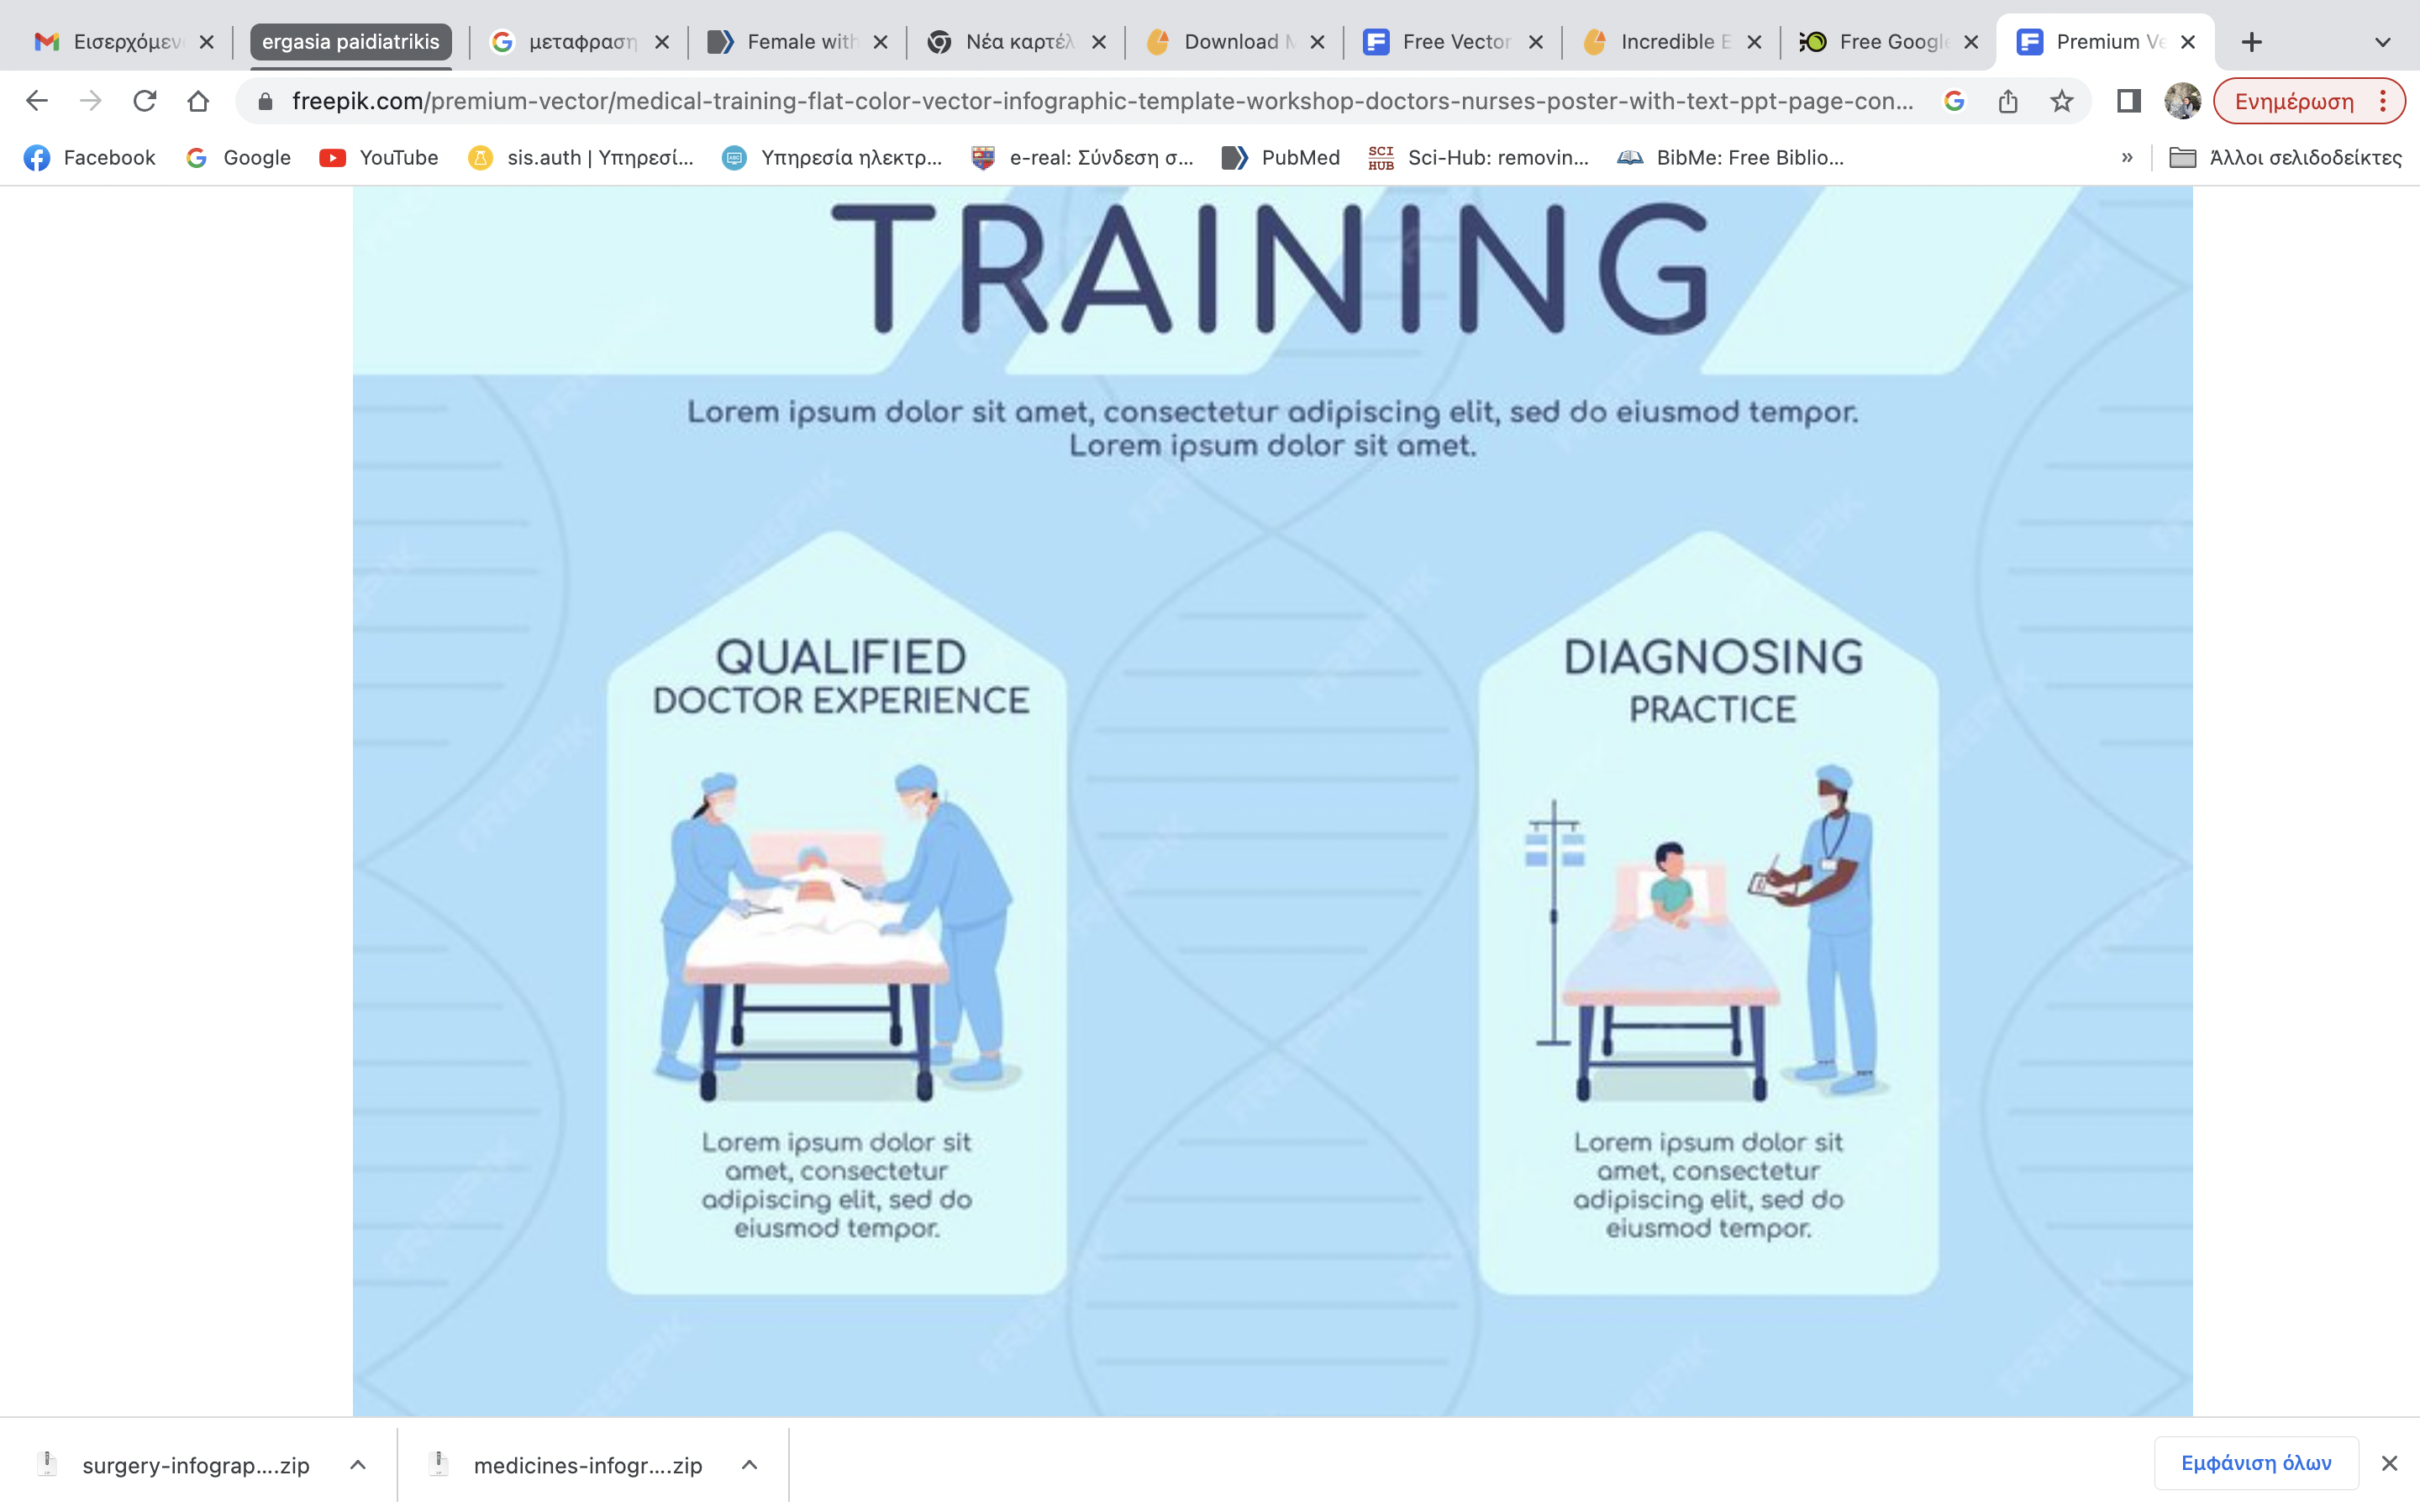 Εισερχόμεν
ergasia paidiatrikis
μεταφραση
Female with
Νέα καρτέλ
Download M
Free Vector
Incredible E
Free Google
Premium Ve
freepik.com/premium-vector/medical-training-flat-color-vector-infographic-template-workshop-doctors-nurses-poster-with-text-ppt-page-con...
Ενημέρωση
Facebook
Google
YouTube
sis.auth | Υπηρεσί...
Υπηρεσία ηλεκτρ...
e-real: Σύνδεση σ...
PubMed
SCI
HUB
Sci-Hub: removin...
BibMe: Free Biblio...
»
Άλλοι σελιδοδείκτες
TRAINING
Lorem ipsum dolor sit amet, consectetur adipiscing elit, sed do eiusmod tempor.
Lorem ipsum dolor sit amet.
QUALIFIED
DOCTOR EXPERIENCE
Lorem ipsum dolor sit
amet, consectetur
adipiscing elit, sed do
eiusmod tempor.
DIAGNOSING
PRACTICE
Lorem ipsum dolor sit
amet, consectetur
adipiscing elit, sed do
eiusmod tempor.
surgery-infograp....zip
medicines-infogr....zip
Εμφάνιση όλων